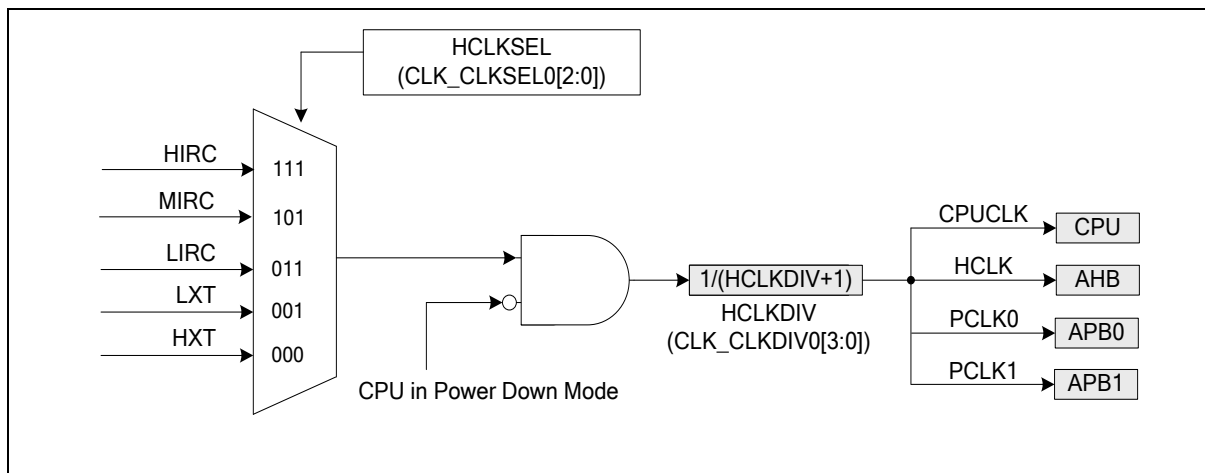 HCLKSEL
(CLK_CLKSEL0[2:0])
HIRC
111
MIRC
101
LIRC
011
LXT
001
HXT
000
CPU in Power Down Mode
1/(HCLKDIV+1)
HCLKDIV
(CLK_CLKDIV0[3:0])
CPUCLK
CPU
HCLK
AHB
PCLK0
APB0
PCLK1
APB1